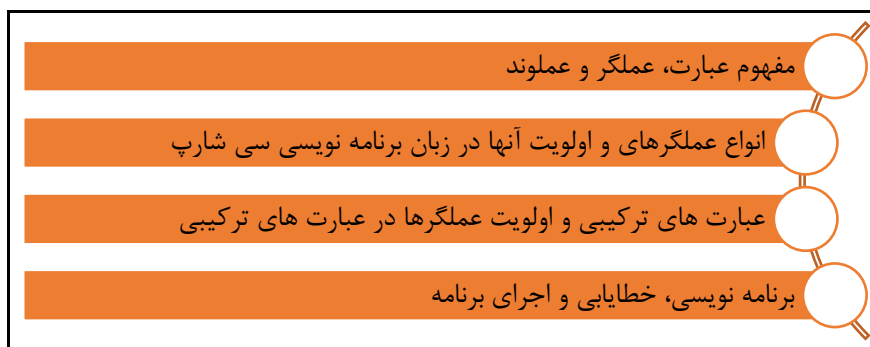 مفهوم عبارت، عملگر و عملوند
انواع عملگرهای و اولویت آنها در زبان برنامه نویسی سی شارپ
عبارت های ترکیبی و اولویت عملگرها در عبارت های ترکیبی
برنامه نویسی، خطایابی و اجرای برنامه